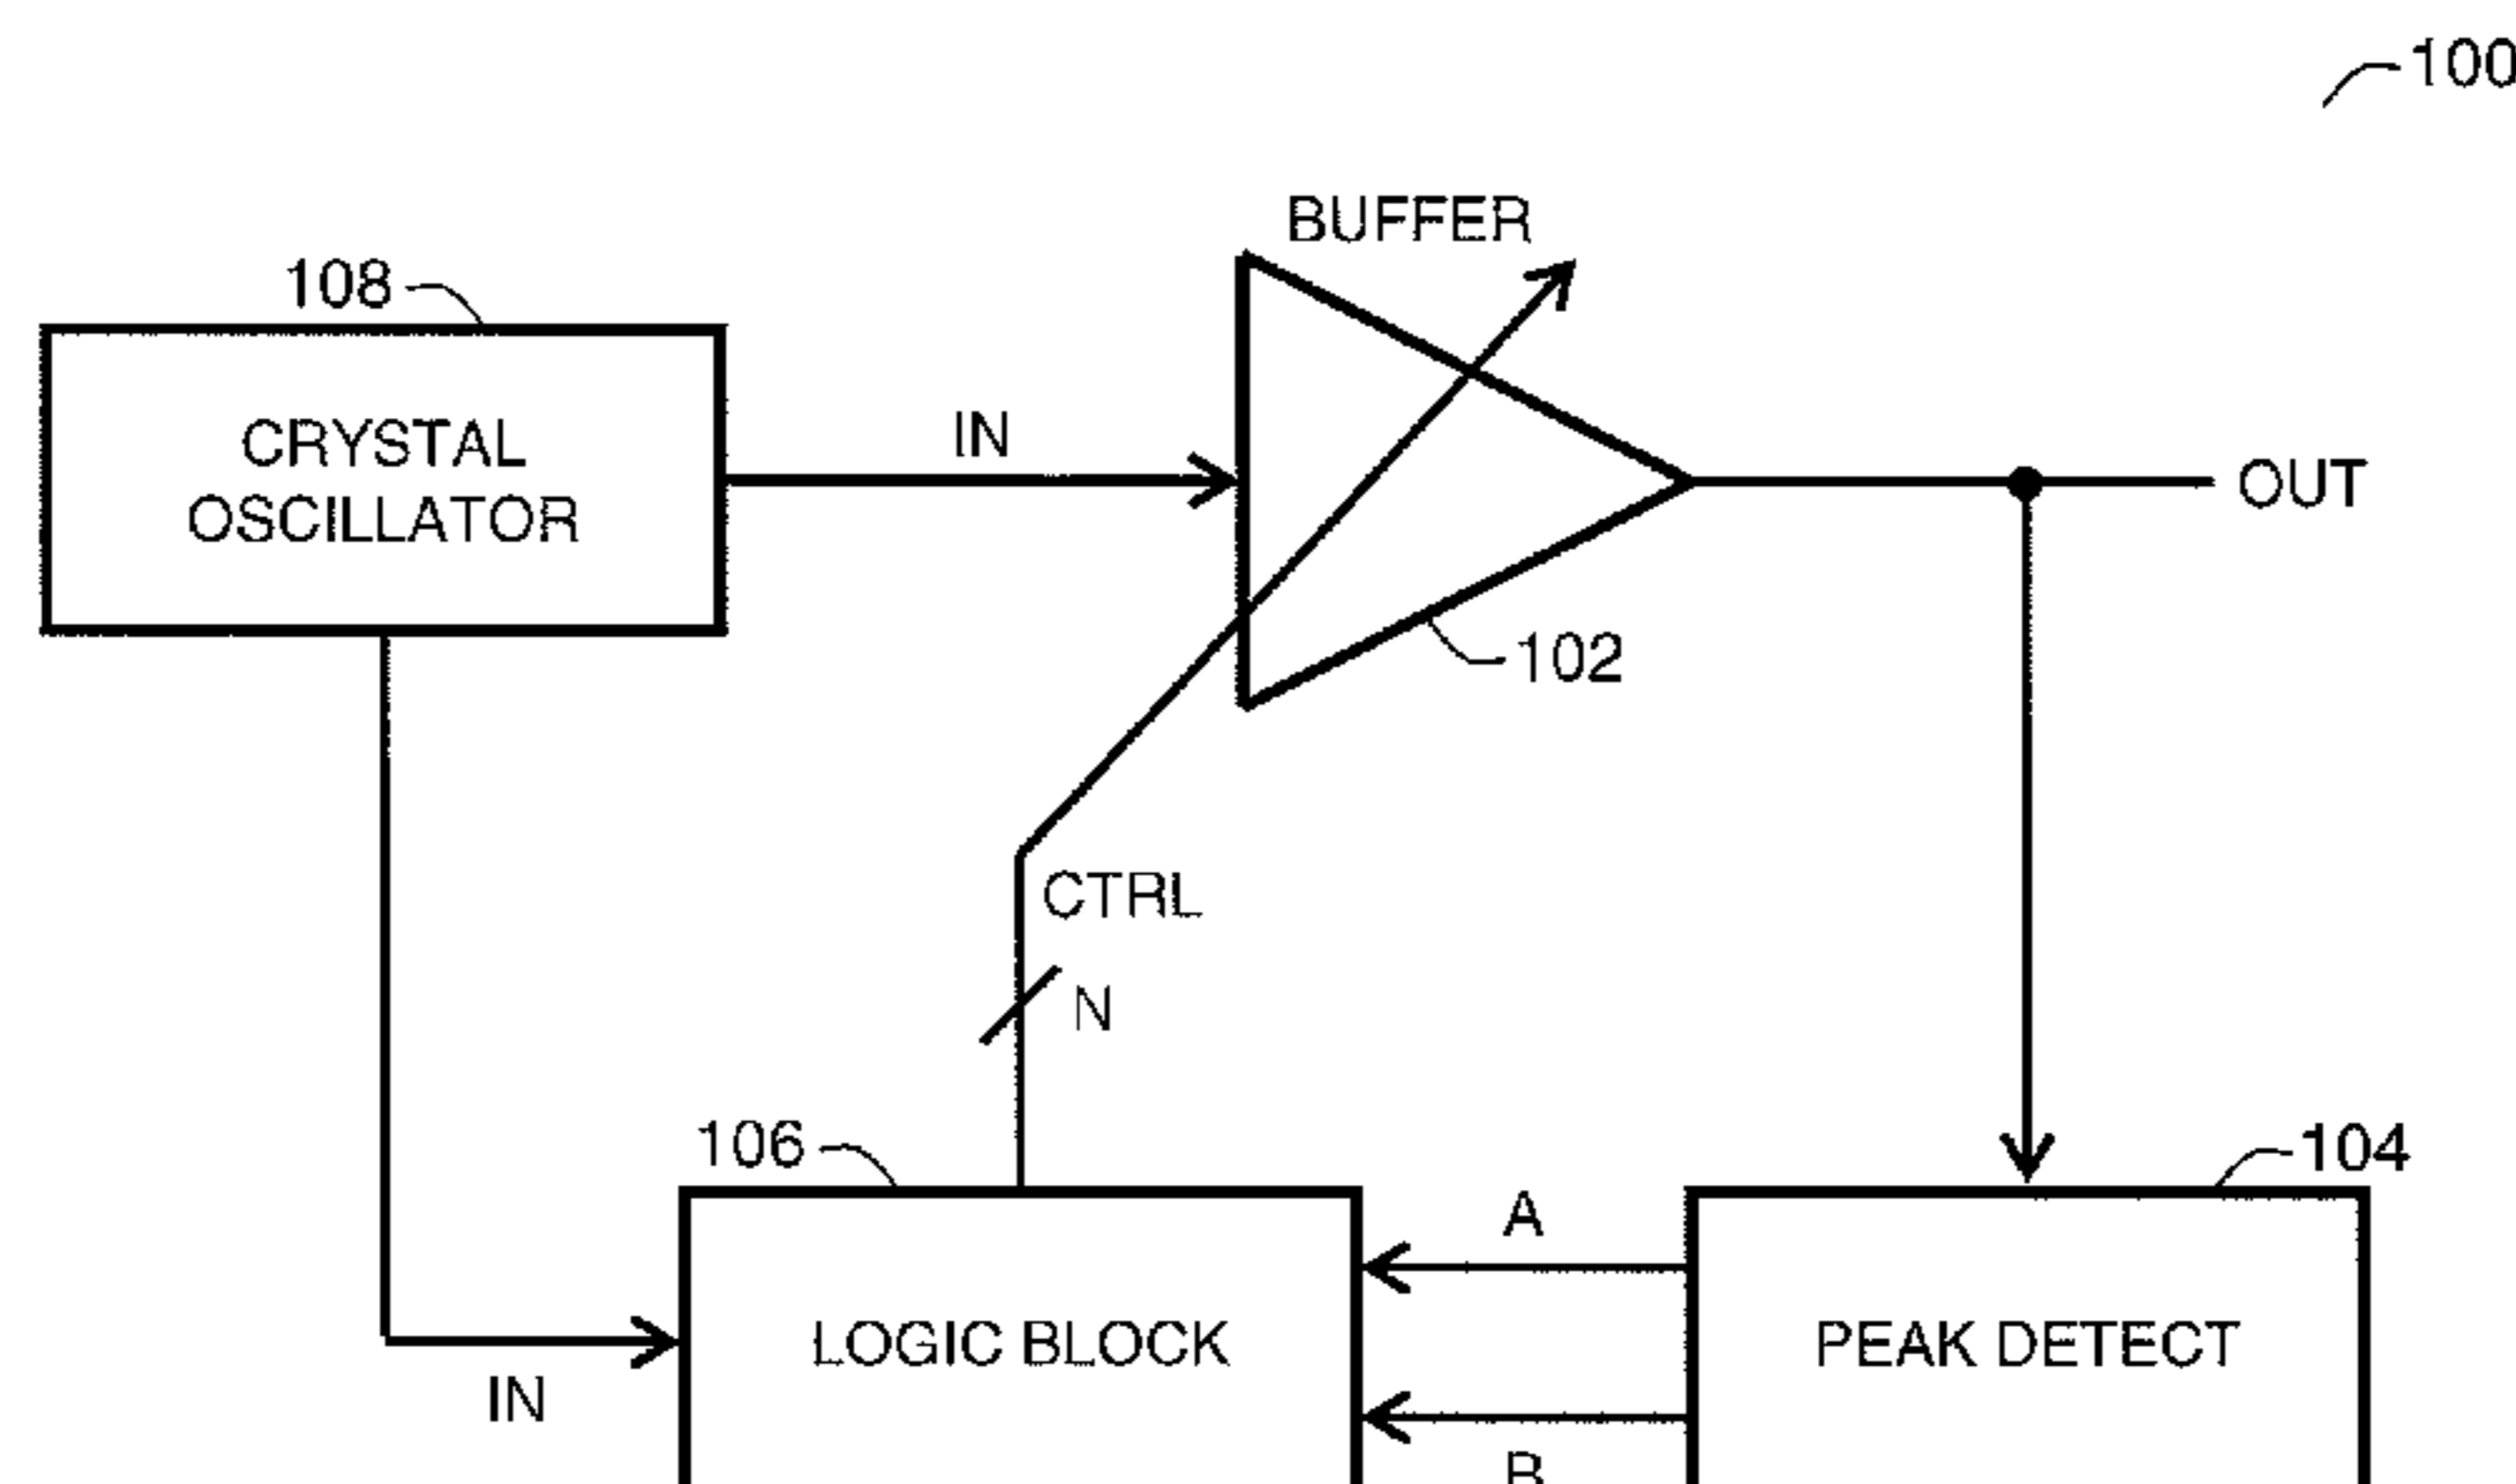 100
BUFFER
108
CRYSTAL
OSCILLATOR
IN
OUT
102
CTRL
N
106
104
A
LOGIC BLOCK
PEAK DETECT
IN
B